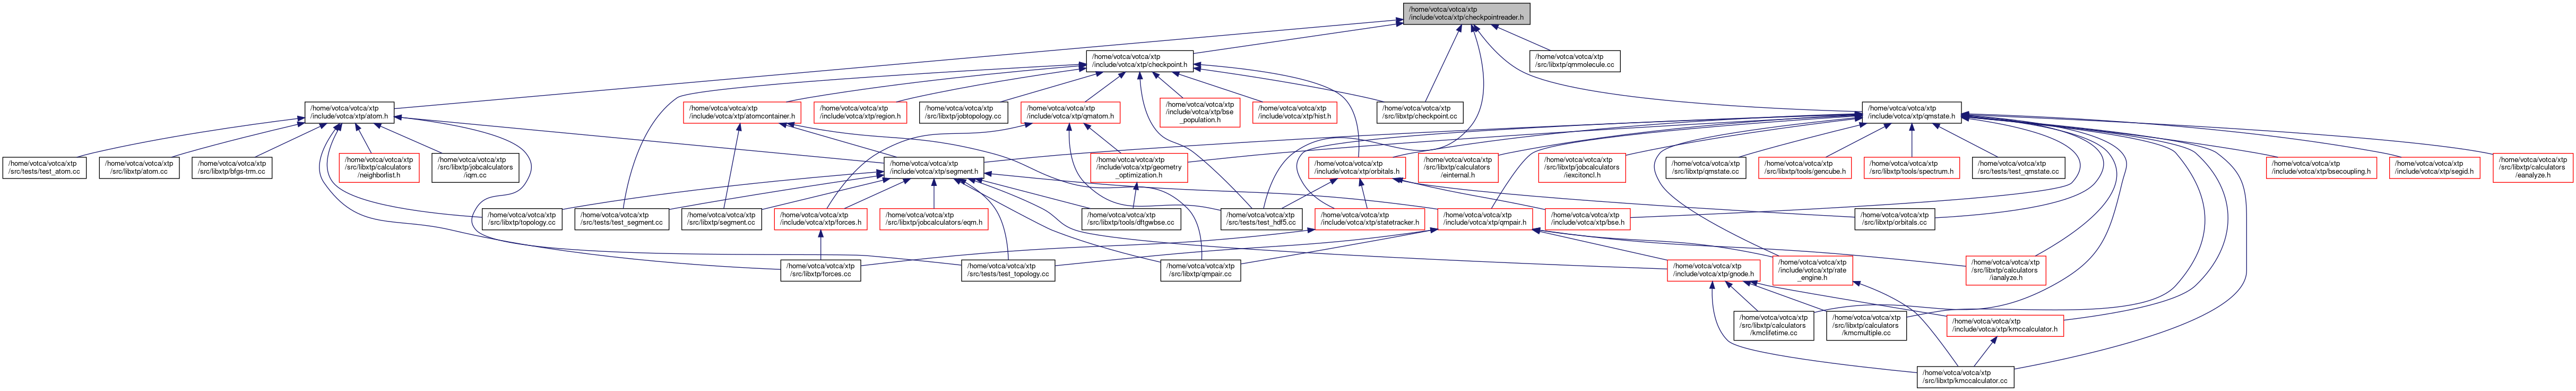 /home/votca/votca/xtp
/include/votca/xtp/checkpointreader.h
/home/votca/votca/xtp
/include/votca/xtp/checkpoint.h
/home/votca/votca/xtp
/src/libxtp/qmmolecule.cc
/home/votca/votca/xtp
/include/votca/xtp/atom.h
/home/votca/votca/xtp
/include/votca/xtp/atomcontainer.h
/home/votca/votca/xtp
/include/votca/xtp/region.h
/home/votca/votca/xtp
/src/libxtp/jobtopology.cc
/home/votca/votca/xtp
/include/votca/xtp/qmatom.h
/home/votca/votca/xtp
/include/votca/xtp/bse
_population.h
/home/votca/votca/xtp
/include/votca/xtp/hist.h
/home/votca/votca/xtp
/src/libxtp/checkpoint.cc
/home/votca/votca/xtp
/include/votca/xtp/qmstate.h
/home/votca/votca/xtp
/src/tests/test_atom.cc
/home/votca/votca/xtp
/src/libxtp/atom.cc
/home/votca/votca/xtp
/src/libxtp/bfgs-trm.cc
/home/votca/votca/xtp
/src/libxtp/calculators
/neighborlist.h
/home/votca/votca/xtp
/src/libxtp/jobcalculators
/iqm.cc
/home/votca/votca/xtp
/include/votca/xtp/segment.h
/home/votca/votca/xtp
/include/votca/xtp/geometry
_optimization.h
/home/votca/votca/xtp
/include/votca/xtp/orbitals.h
/home/votca/votca/xtp
/src/libxtp/calculators
/einternal.h
/home/votca/votca/xtp
/src/libxtp/jobcalculators
/iexcitoncl.h
/home/votca/votca/xtp
/src/libxtp/qmstate.cc
/home/votca/votca/xtp
/src/libxtp/tools/gencube.h
/home/votca/votca/xtp
/src/libxtp/tools/spectrum.h
/home/votca/votca/xtp
/src/tests/test_qmstate.cc
/home/votca/votca/xtp
/include/votca/xtp/bsecoupling.h
/home/votca/votca/xtp
/include/votca/xtp/segid.h
/home/votca/votca/xtp
/src/libxtp/calculators
/eanalyze.h
/home/votca/votca/xtp
/src/libxtp/topology.cc
/home/votca/votca/xtp
/src/tests/test_segment.cc
/home/votca/votca/xtp
/src/libxtp/segment.cc
/home/votca/votca/xtp
/include/votca/xtp/forces.h
/home/votca/votca/xtp
/src/libxtp/jobcalculators/eqm.h
/home/votca/votca/xtp
/src/libxtp/tools/dftgwbse.cc
/home/votca/votca/xtp
/src/tests/test_hdf5.cc
/home/votca/votca/xtp
/include/votca/xtp/statetracker.h
/home/votca/votca/xtp
/include/votca/xtp/qmpair.h
/home/votca/votca/xtp
/include/votca/xtp/bse.h
/home/votca/votca/xtp
/src/libxtp/orbitals.cc
/home/votca/votca/xtp
/src/libxtp/forces.cc
/home/votca/votca/xtp
/src/tests/test_topology.cc
/home/votca/votca/xtp
/src/libxtp/qmpair.cc
/home/votca/votca/xtp
/include/votca/xtp/gnode.h
/home/votca/votca/xtp
/include/votca/xtp/rate
_engine.h
/home/votca/votca/xtp
/src/libxtp/calculators
/ianalyze.h
/home/votca/votca/xtp
/src/libxtp/calculators
/kmclifetime.cc
/home/votca/votca/xtp
/src/libxtp/calculators
/kmcmultiple.cc
/home/votca/votca/xtp
/include/votca/xtp/kmccalculator.h
/home/votca/votca/xtp
/src/libxtp/kmccalculator.cc